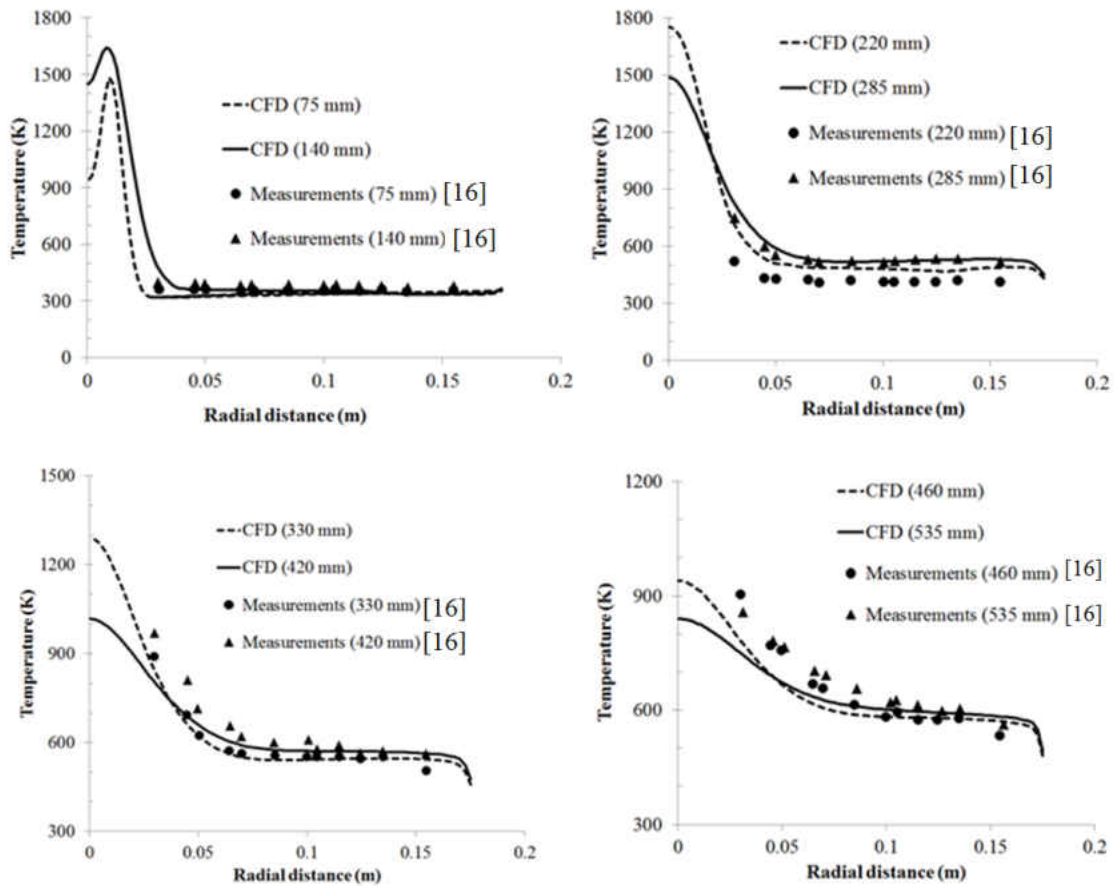 1800
1500
1200
900
600
300
0
Temperature (K)
CFD (75 mm)
CFD (140 mm)
Measurements (75 mm) [16]
Measurements (140 mm) [16]
0 0.05 0.1 0.15 0.2
Radial distance (m)
1800
1500
1200
900
600
300
0
Temperature (K)
CFD (220 mm)
CFD (285 mm)
Measurements (220 mm) [16]
Measurements (285 mm) [16]
0 0.05 0.1 0.15 0.2
Radial distance (m)
1500
1200
900
600
300
Temperature (K)
CFD (330 mm)
CFD (420 mm)
Measurements (330 mm) [16]
Measurements (420 mm) [16]
0 0.05 0.1 0.15 0.2
Radial distance (m)
1200
900
600
300
Temperature (K)
CFD (460 mm)
CFD (535 mm)
Measurements (460 mm) [16]
Measurements (535 mm) [16]
0 0.05 0.1 0.15 0.2
Radial distance (m)